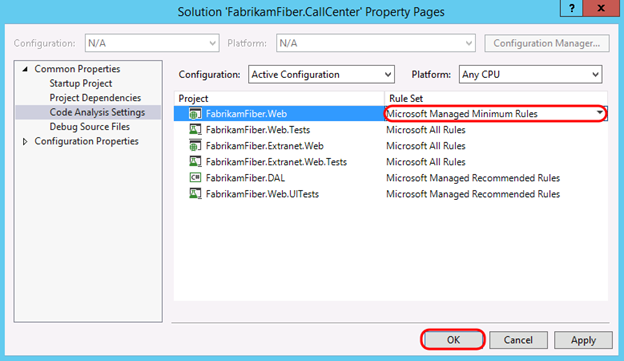 Solution 'FabrikamFiber.CallCenter' Property Pages
? X
Configuration: N/A Platform: N/A Configuration Manager...
Common Properties
Startup Project
Project Dependencies
Code Analysis Settings
Debug Source Files
Configuration Properties
Configuration: Active Configuration Platform: Any CPU
Project Rule Set
FabrikamFiber.Web Microsoft Managed Minimum Rules
FabrikamFiber.Web.Tests Microsoft All Rules
FabrikamFiber.Extranet.Web Microsoft All Rules
FabrikamFiber.Extranet.Web.Tests Microsoft All Rules
C# FabrikamFiber.DAL Microsoft Managed Recommended Rules
FabrikamFiber.Web.UITests Microsoft Managed Recommended Rules
OK Cancel Apply